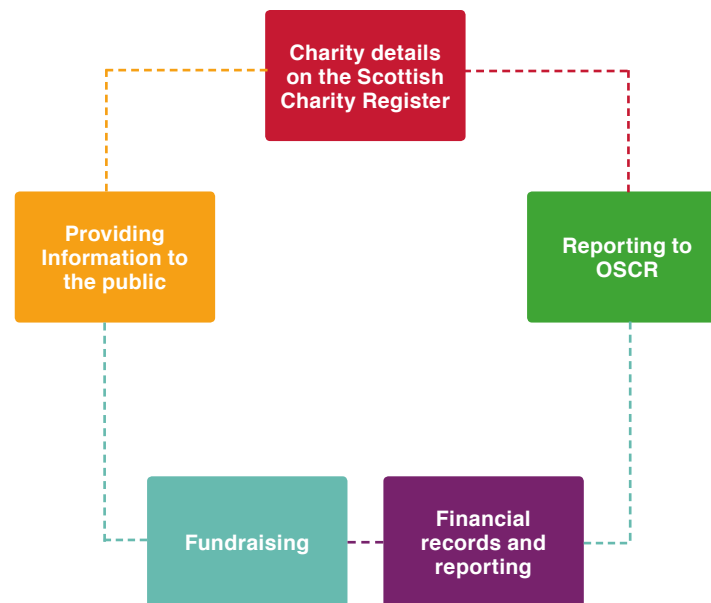 Charity details
on the Scottish
Charity Register
Providing
Information to
the public
Reporting to
OSCR
Fundraising
Financial
records and
reporting